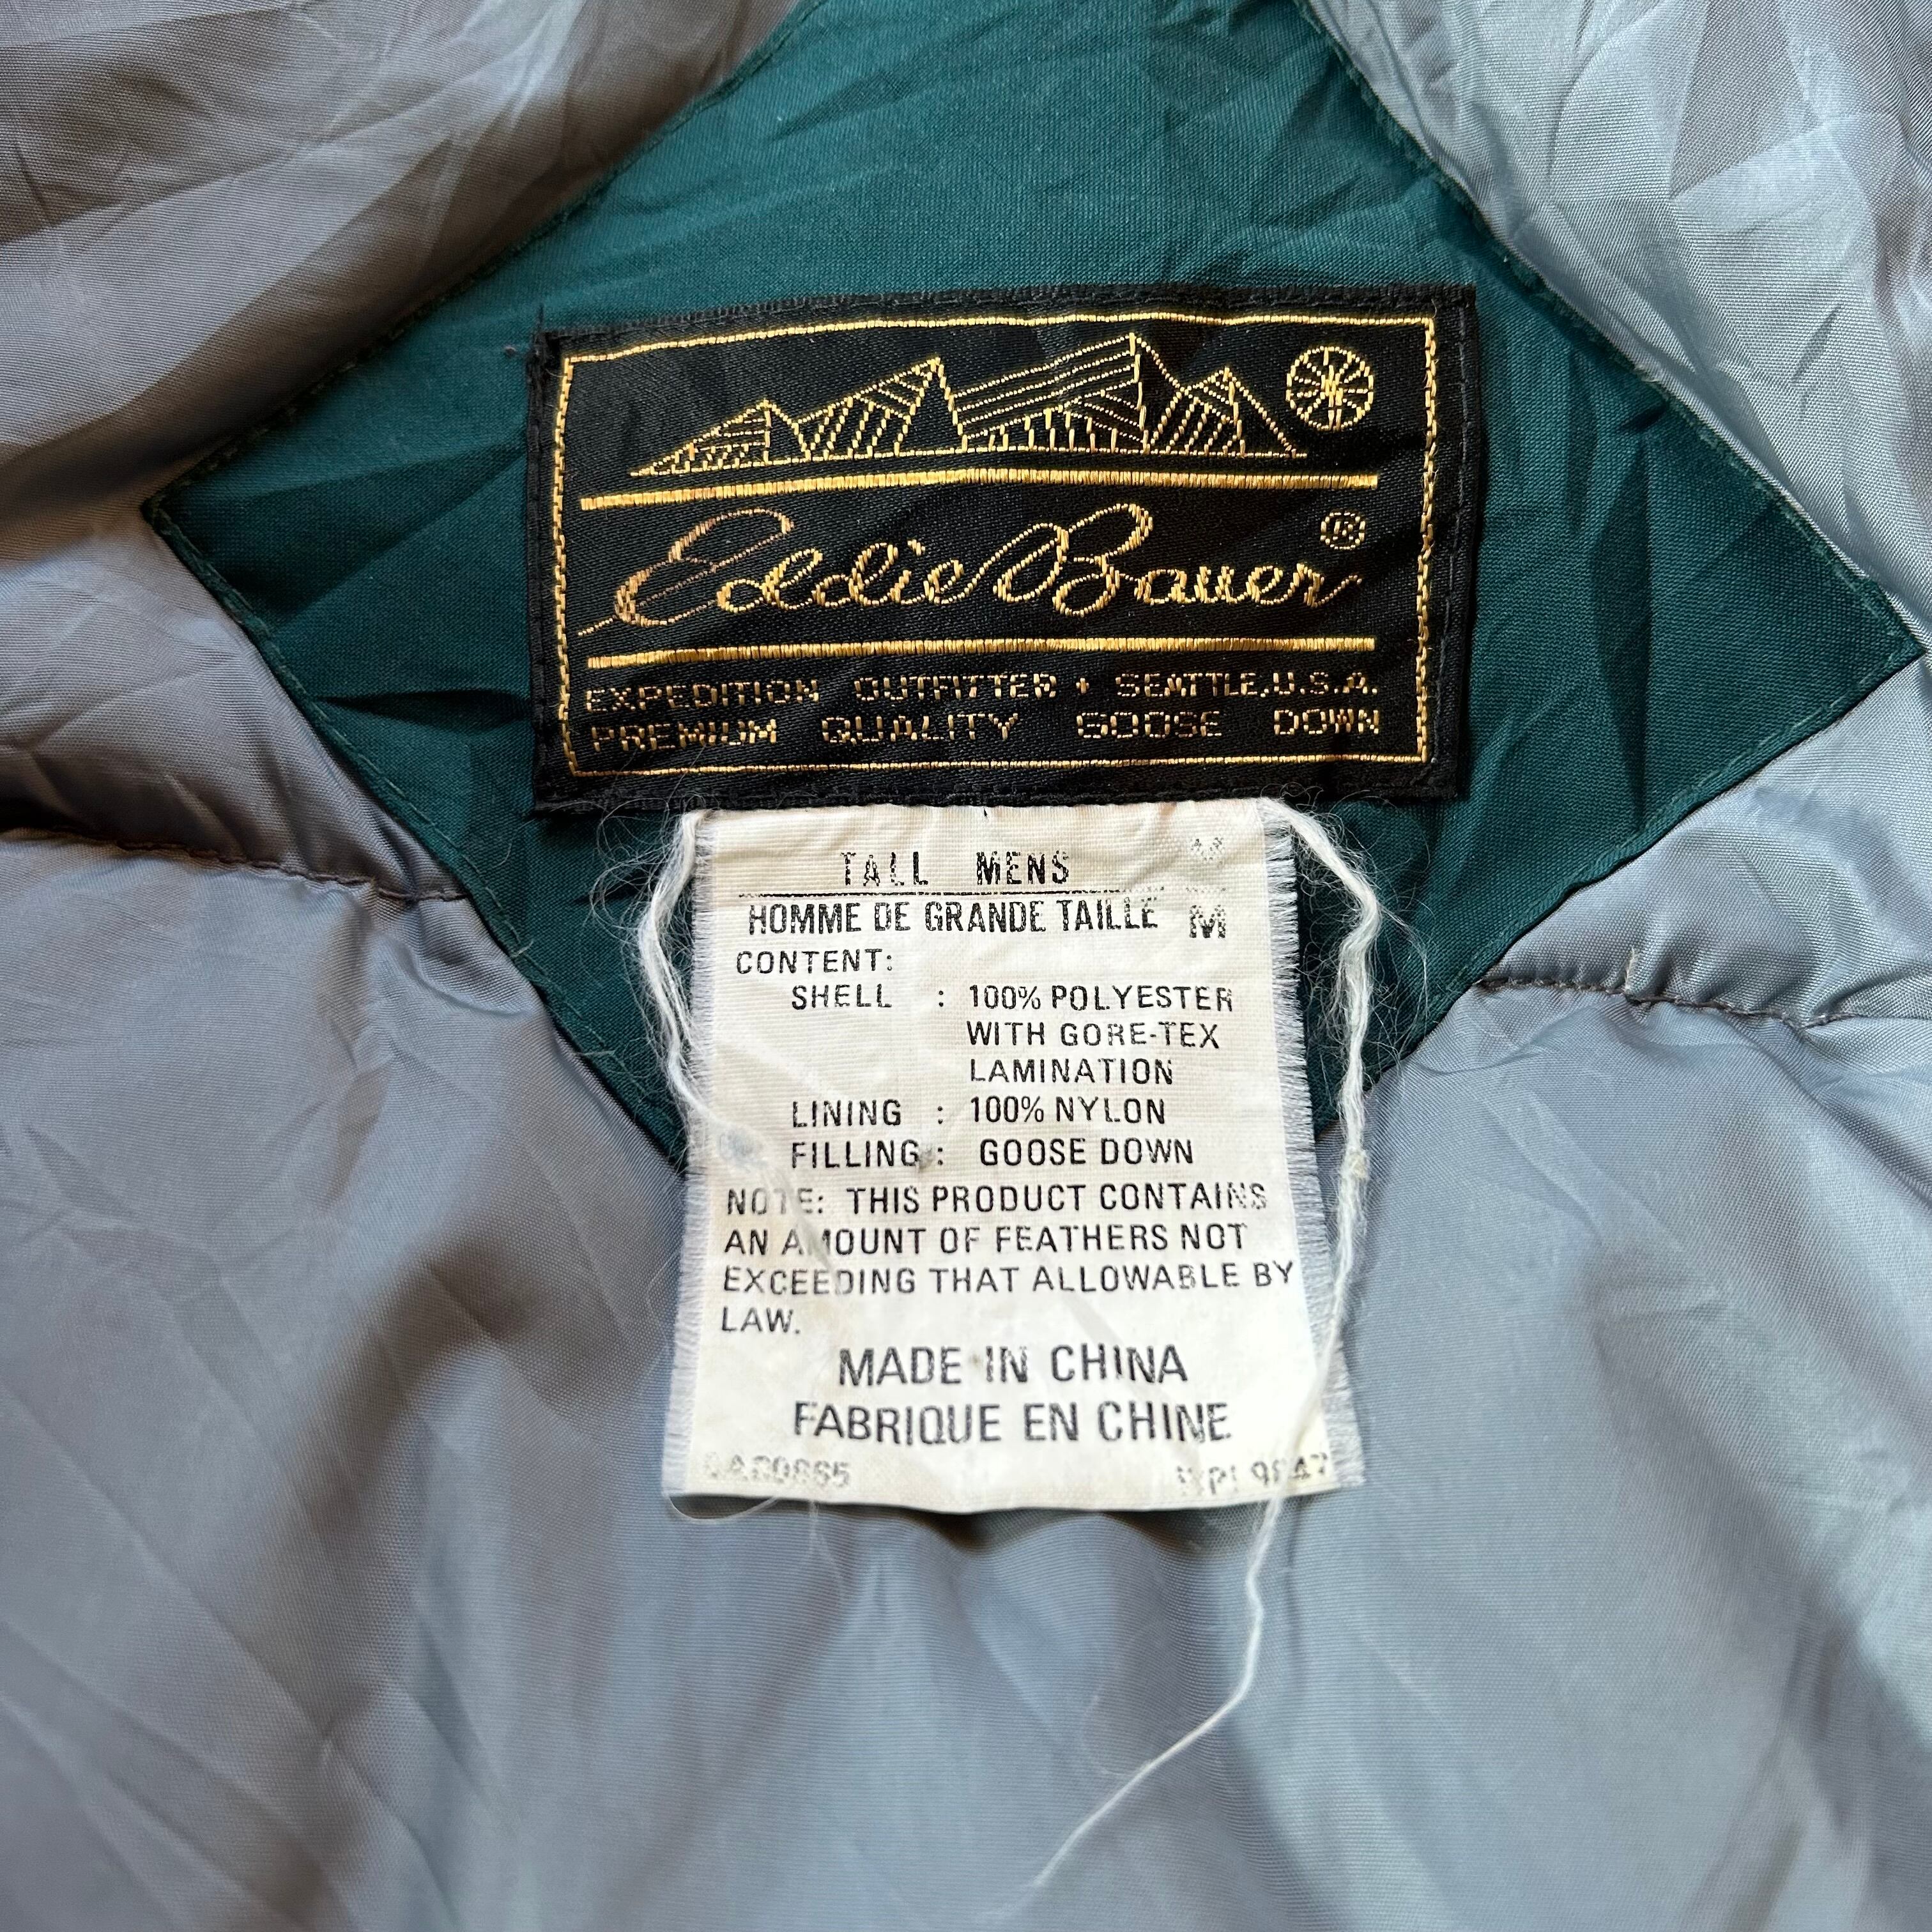 Eddie Bauer®
EXPEDITION OUTFITTER + SEATTLE, U.S.A.
PREMIUM QUALITY GOOSE DOWN
TALL MENS
HOMME DE GRANDE TAILLE M
CONTENT:
SHELL : 100% POLYESTER
WITH GORE-TEX
LAMINATION
LINING : 100% NYLON
FILLING : GOOSE DOWN
NOTE: THIS PRODUCT CONTAINS
AN AMOUNT OF FEATHERS NOT
EXCEEDING THAT ALLOWABLE BY
LAW.
MADE IN CHINA
FABRIQUE EN CHINE